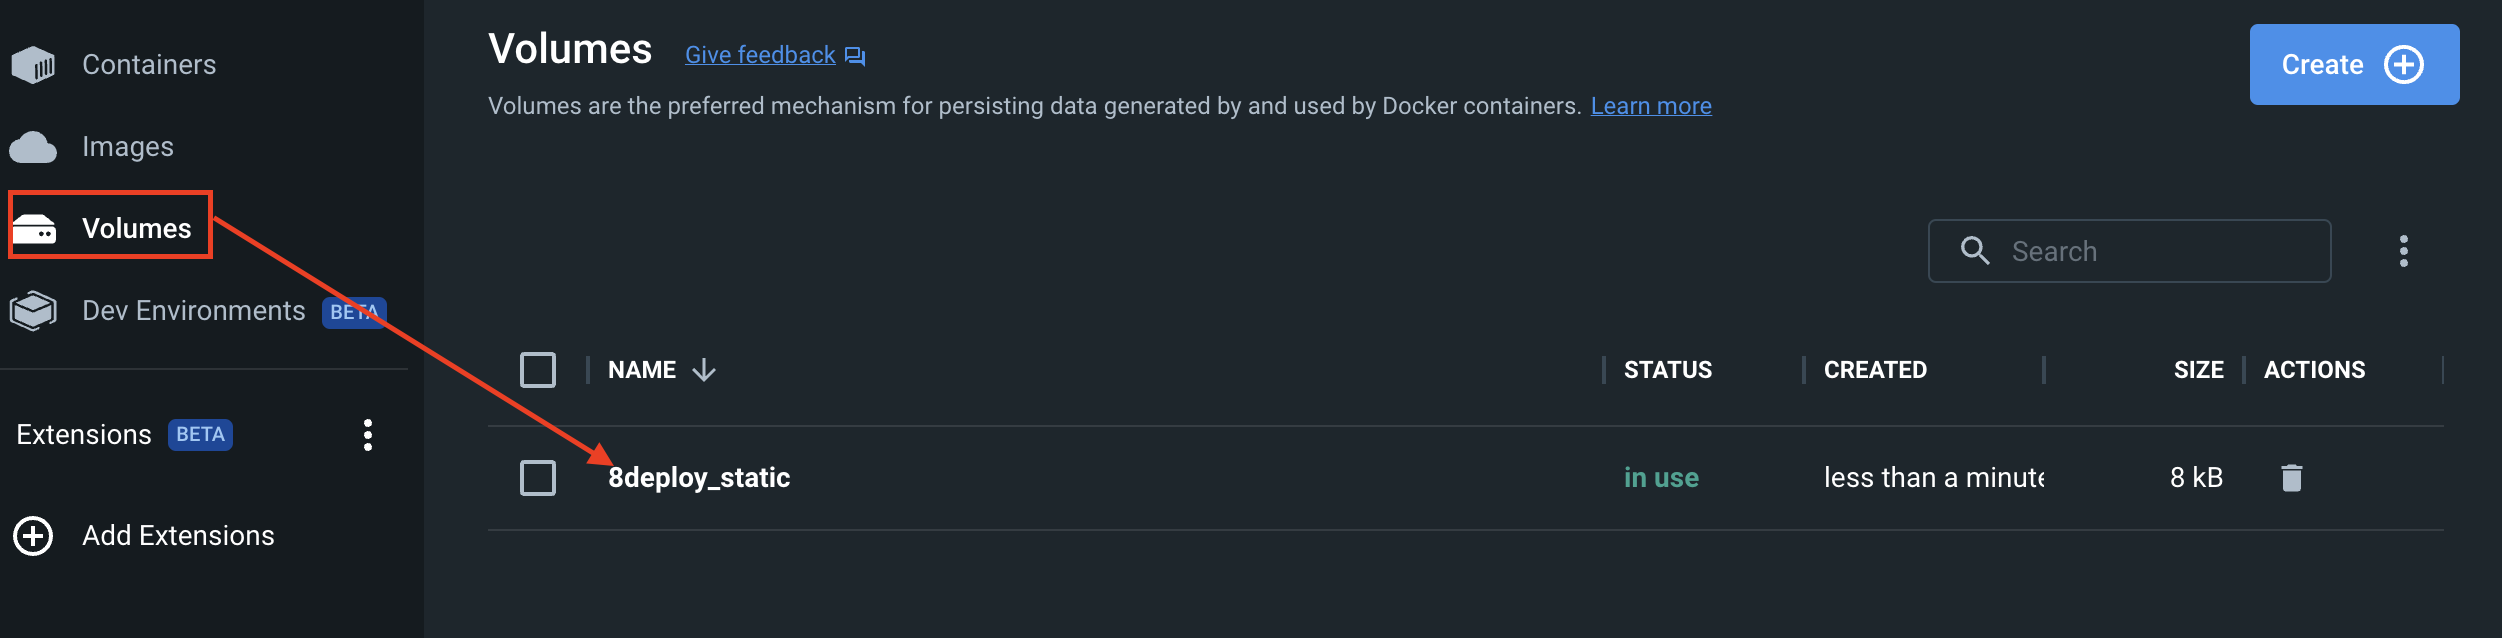 Containers
Images
Volumes
Dev Environments BETA
Extensions BETA
Add Extensions
Volumes Give feedback
Volumes are the preferred mechanism for persisting data generated by and used by Docker containers. Learn more
Create
Search
NAME STATUS CREATED SIZE ACTIONS
8deploy_static in use less than a minute 8 kB